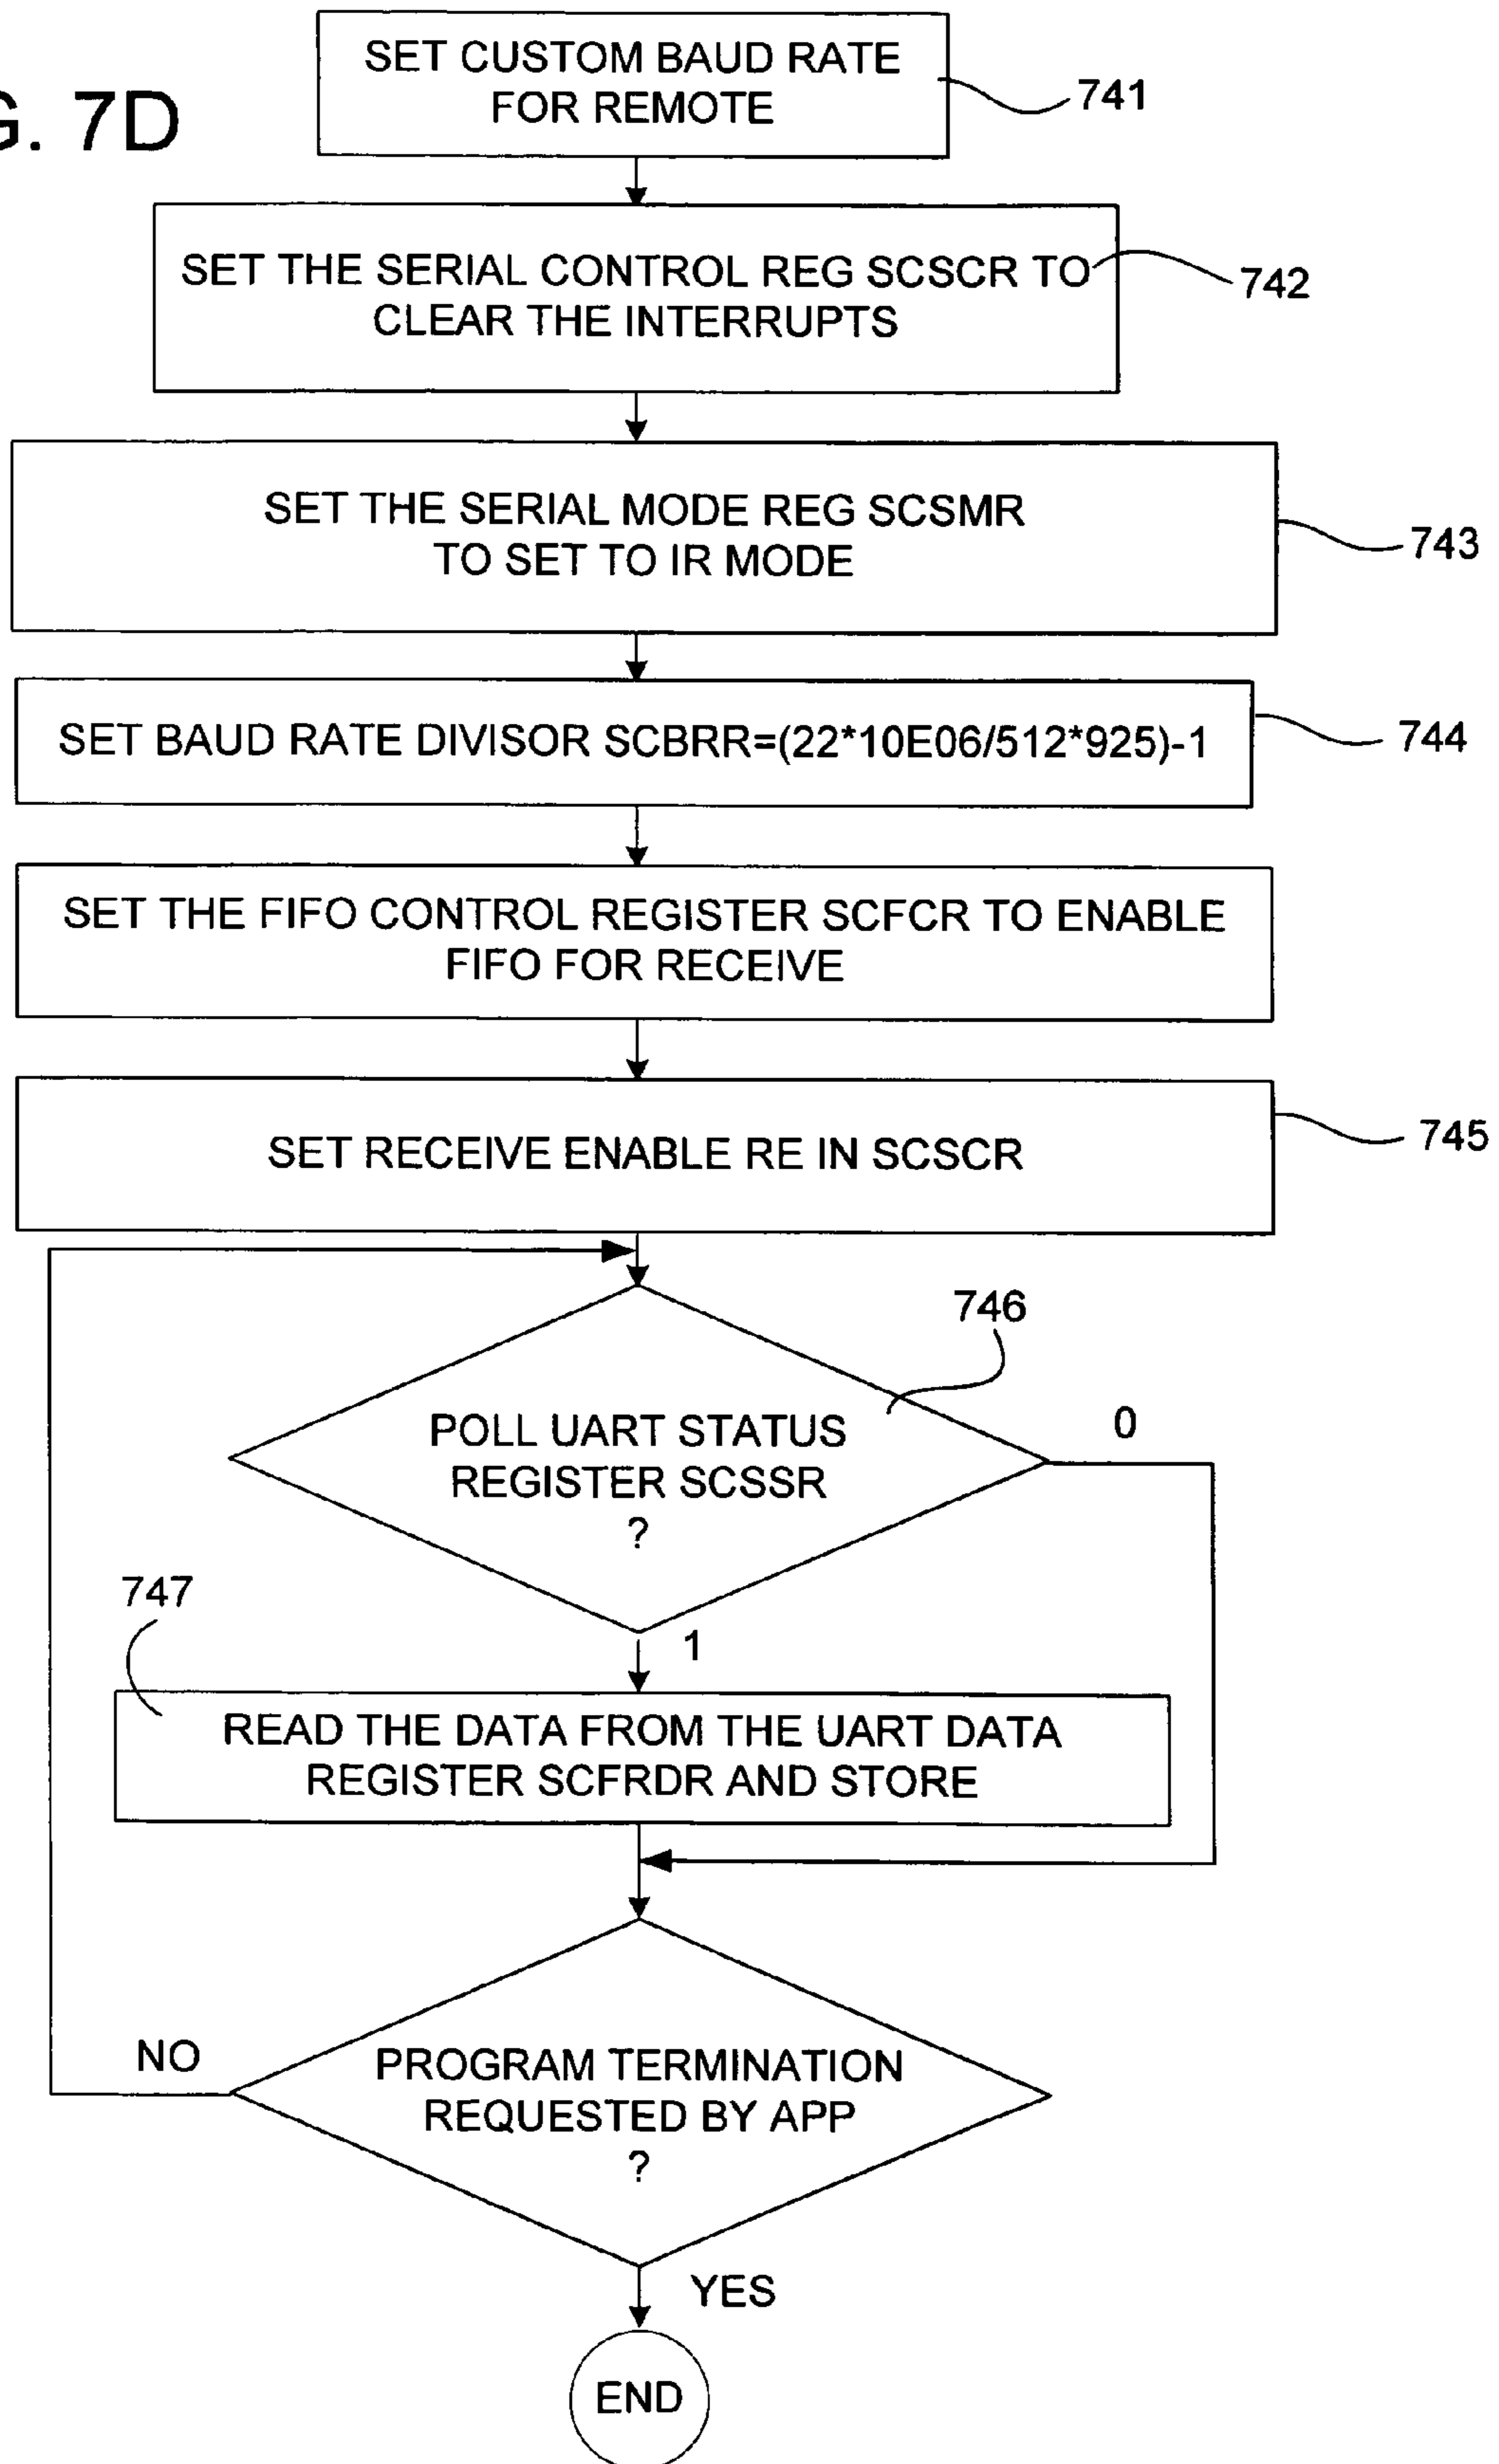 G. 7D
SET CUSTOM BAUD RATE
FOR REMOTE
741
SET THE SERIAL CONTROL REG SCSCR TO
CLEAR THE INTERRUPTS
742
SET THE SERIAL MODE REG SCSMR
TO SET TO IR MODE
743
SET BAUD RATE DIVISOR SCBRR=(22*10E06/512*925)-1
744
SET THE FIFO CONTROL REGISTER SCFCR TO ENABLE
FIFO FOR RECEIVE
SET RECEIVE ENABLE RE IN SCSCR
745
746
POLL UART STATUS
REGISTER SCSSR
?
0
1
747
READ THE DATA FROM THE UART DATA
REGISTER SCFRDR AND STORE
NO
PROGRAM TERMINATION
REQUESTED BY APP
?
YES
END